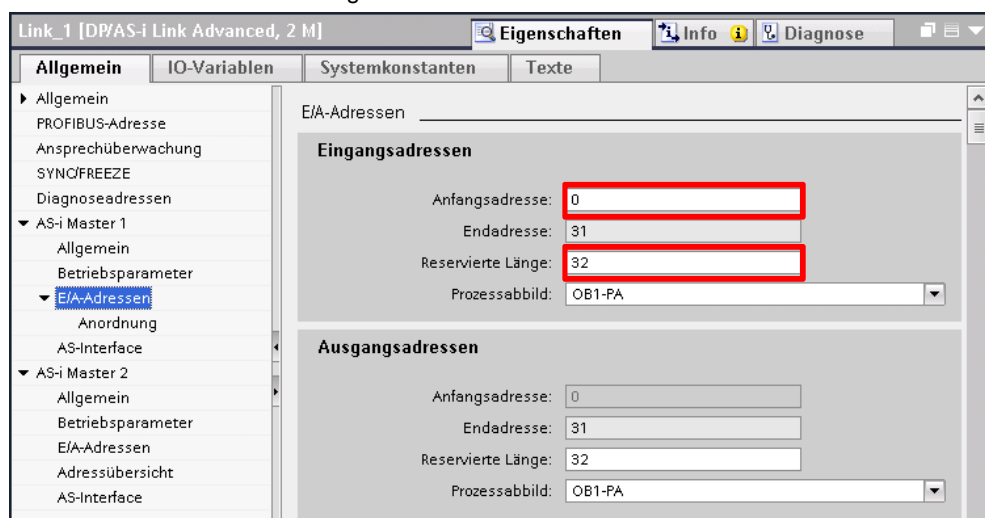 Link_1 [DP/AS-i Link Advanced, 2 M]
Eigenschaften
Info
Diagnose
Allgemein
IO-Variablen
Systemkonstanten
Texte
Allgemein
PROFIBUS-Adresse
Ansprechüberwachung
SYNC/FREEZE
Diagnoseadressen
AS-i Master 1
Allgemein
Betriebsparameter
E/A-Adressen
Anordnung
AS-Interface
AS-i Master 2
Allgemein
Betriebsparameter
E/A-Adressen
Adressübersicht
AS-Interface
E/A-Adressen
Eingangsadressen
Anfangsadresse: 0
Endadresse: 31
Reservierte Länge: 32
Prozessabbild: OB1-PA
Ausgangsadressen
Anfangsadresse: 0
Endadresse: 31
Reservierte Länge: 32
Prozessabbild: OB1-PA